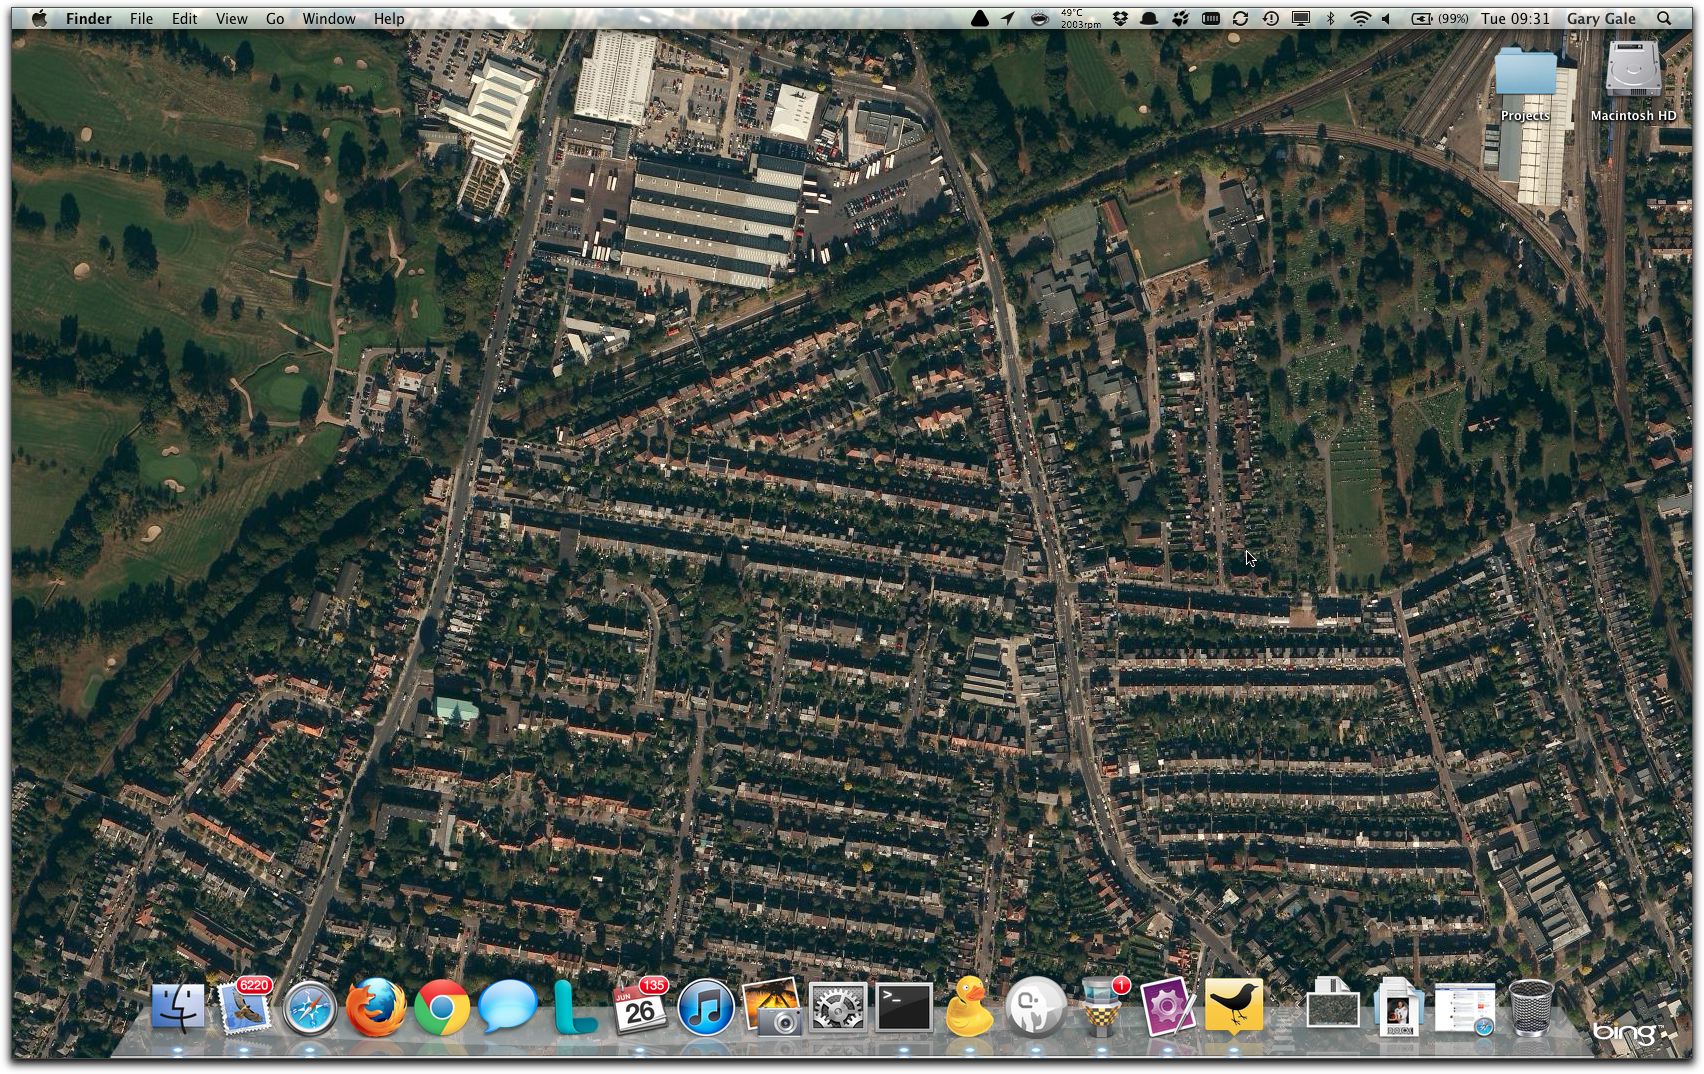 Finder File Edit View Go Window Help 49°C 2003rpm (99%) Tue 09:31 Gary Gale
Projects
Macintosh HD
6220
135
JUN
26
>_
1
bing™